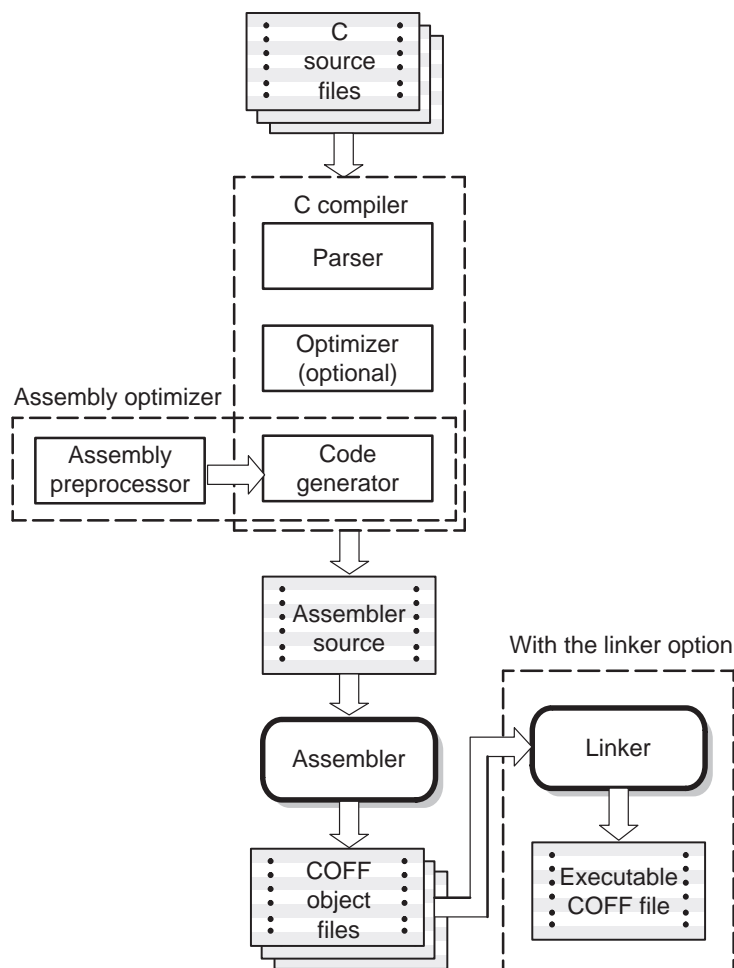 C
source
files
C compiler
Parser
Optimizer
(optional)
Assembly optimizer
Assembly
preprocessor
Code
generator
Assembler
source
With the linker option
Assembler
Linker
COFF
object
files
Executable
COFF file